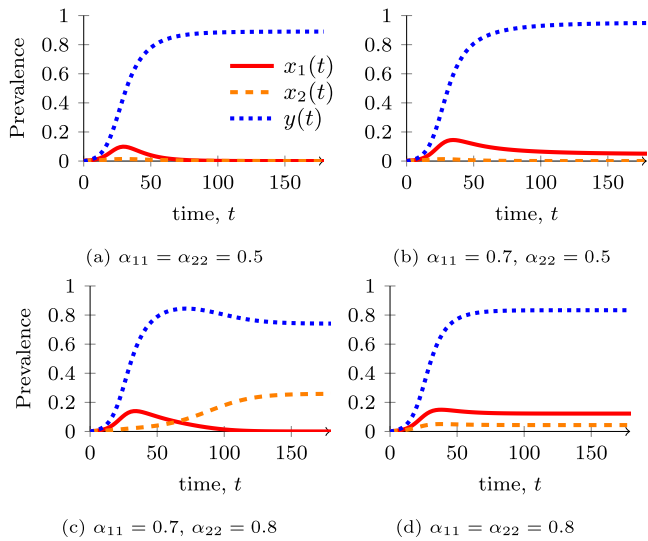 1
0.8
0.6
0.4
0.2
0
Prevalence
0 50 100 150
time, t
x₁(t)
x₂(t)
y(t)
(a) α₁₁ = α₂₂ = 0.5
1
0.8
0.6
0.4
0.2
0
0 50 100 150
time, t
(b) α₁₁ = 0.7, α₂₂ = 0.5
1
0.8
0.6
0.4
0.2
0
Prevalence
0 50 100 150
time, t
(c) α₁₁ = 0.7, α₂₂ = 0.8
1
0.8
0.6
0.4
0.2
0
0 50 100 150
time, t
(d) α₁₁ = α₂₂ = 0.8